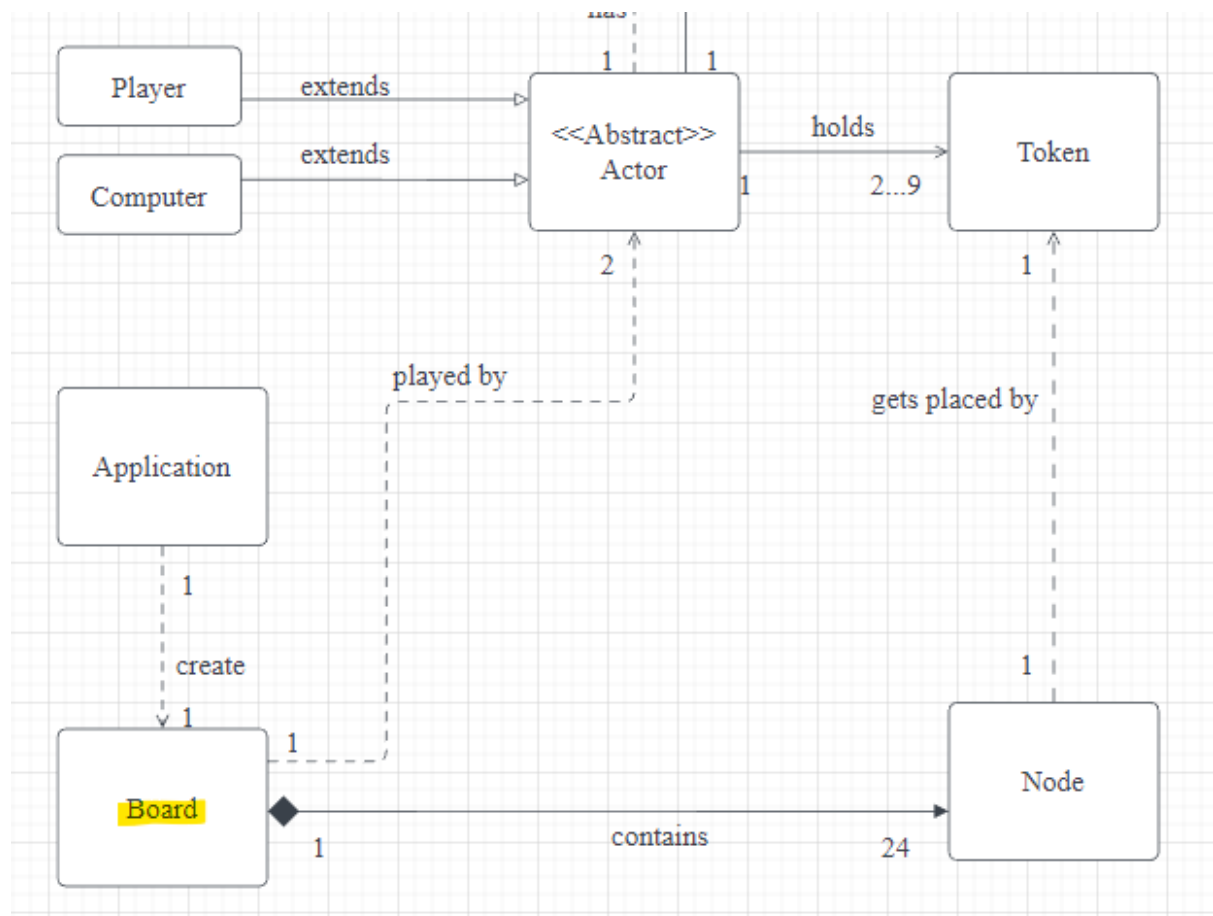 has
1
1
Player
extends
<<Abstract>>
Actor
holds
Token
extends
Computer
1
2...9
2
1
played by
gets placed by
Application
1
create
1
1
1
Board
Node
contains
1
24